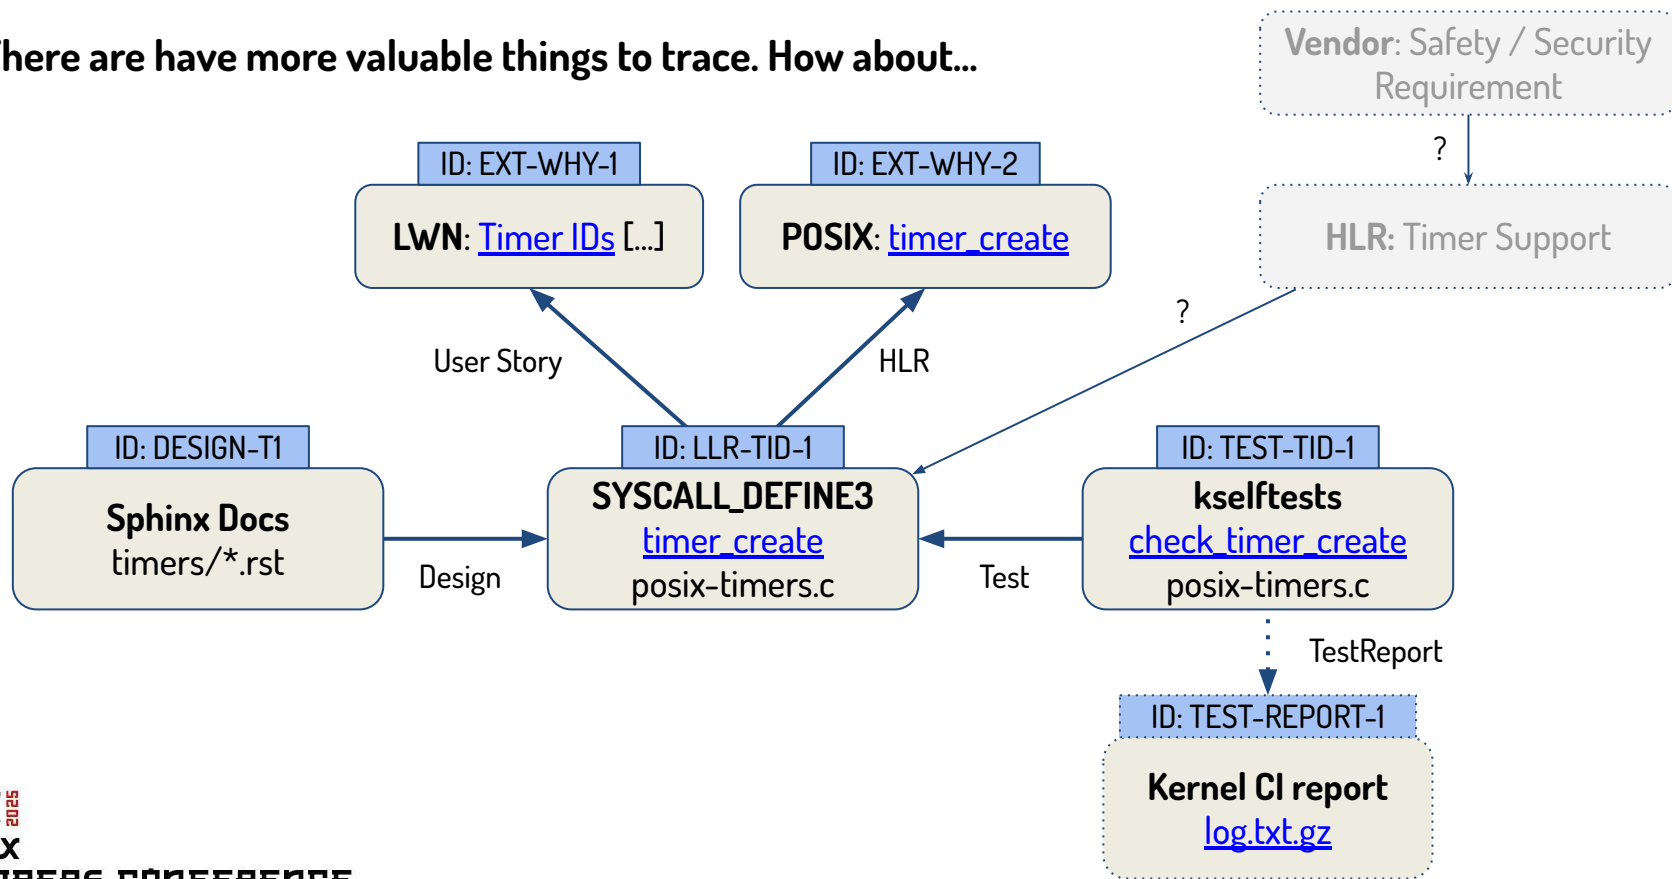 here are have more valuable things to trace. How about...
Vendor: Safety / Security
Requirement
?
ID: EXT-WHY-1
LWN: Timer IDs [...]
ID: EXT-WHY-2
POSIX: timer_create
HLR: Timer Support
?
User Story
HLR
ID: DESIGN-T1
Sphinx Docs
timers/*.rst
Design
ID: LLR-TID-1
SYSCALL_DEFINE3
timer_create
posix-timers.c
Test
ID: TEST-TID-1
kselftests
check_timer_create
posix-timers.c
TestReport
ID: TEST-REPORT-1
Kernel CI report
log.txt.gz
2025
X
CONFERENCE